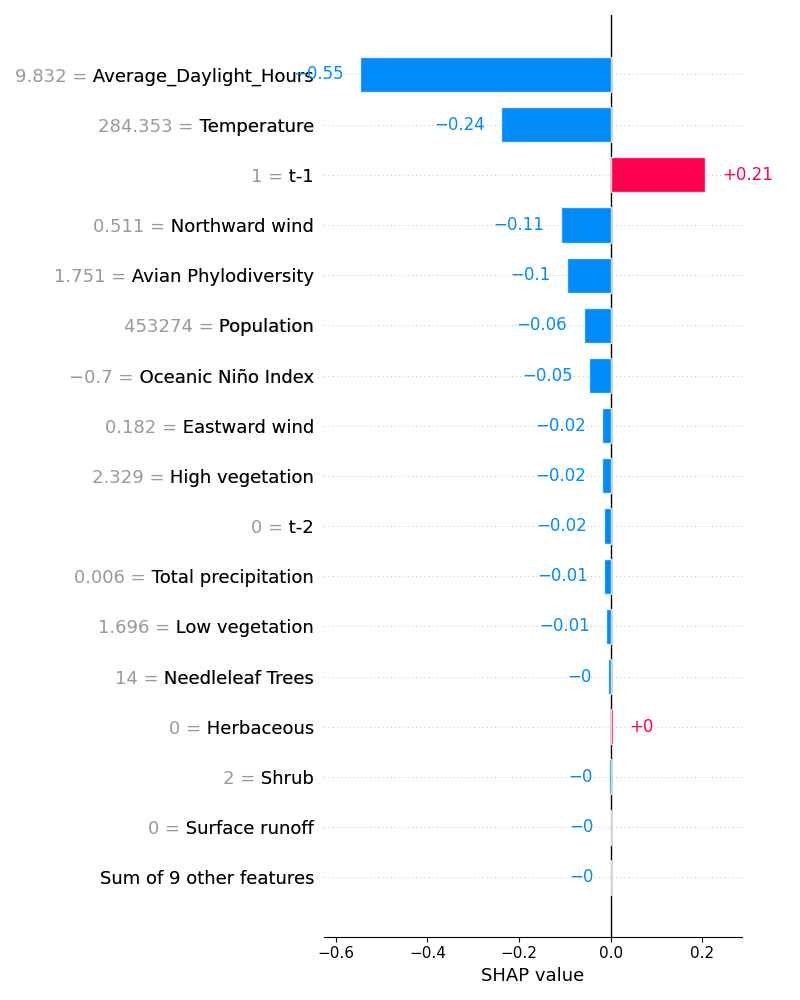 9.832 = Average_Daylight_Hours −0.55
284.353 = Temperature −0.24
1 = t-1 +0.21
0.511 = Northward wind −0.11
1.751 = Avian Phylodiversity −0.1
453274 = Population −0.06
−0.7 = Oceanic Niño Index −0.05
0.182 = Eastward wind −0.02
2.329 = High vegetation −0.02
0 = t-2 −0.02
0.006 = Total precipitation −0.01
1.696 = Low vegetation −0.01
14 = Needleleaf Trees −0
0 = Herbaceous +0
2 = Shrub −0
0 = Surface runoff −0
Sum of 9 other features −0
−0.6 −0.4 −0.2 0.0 0.2
SHAP value